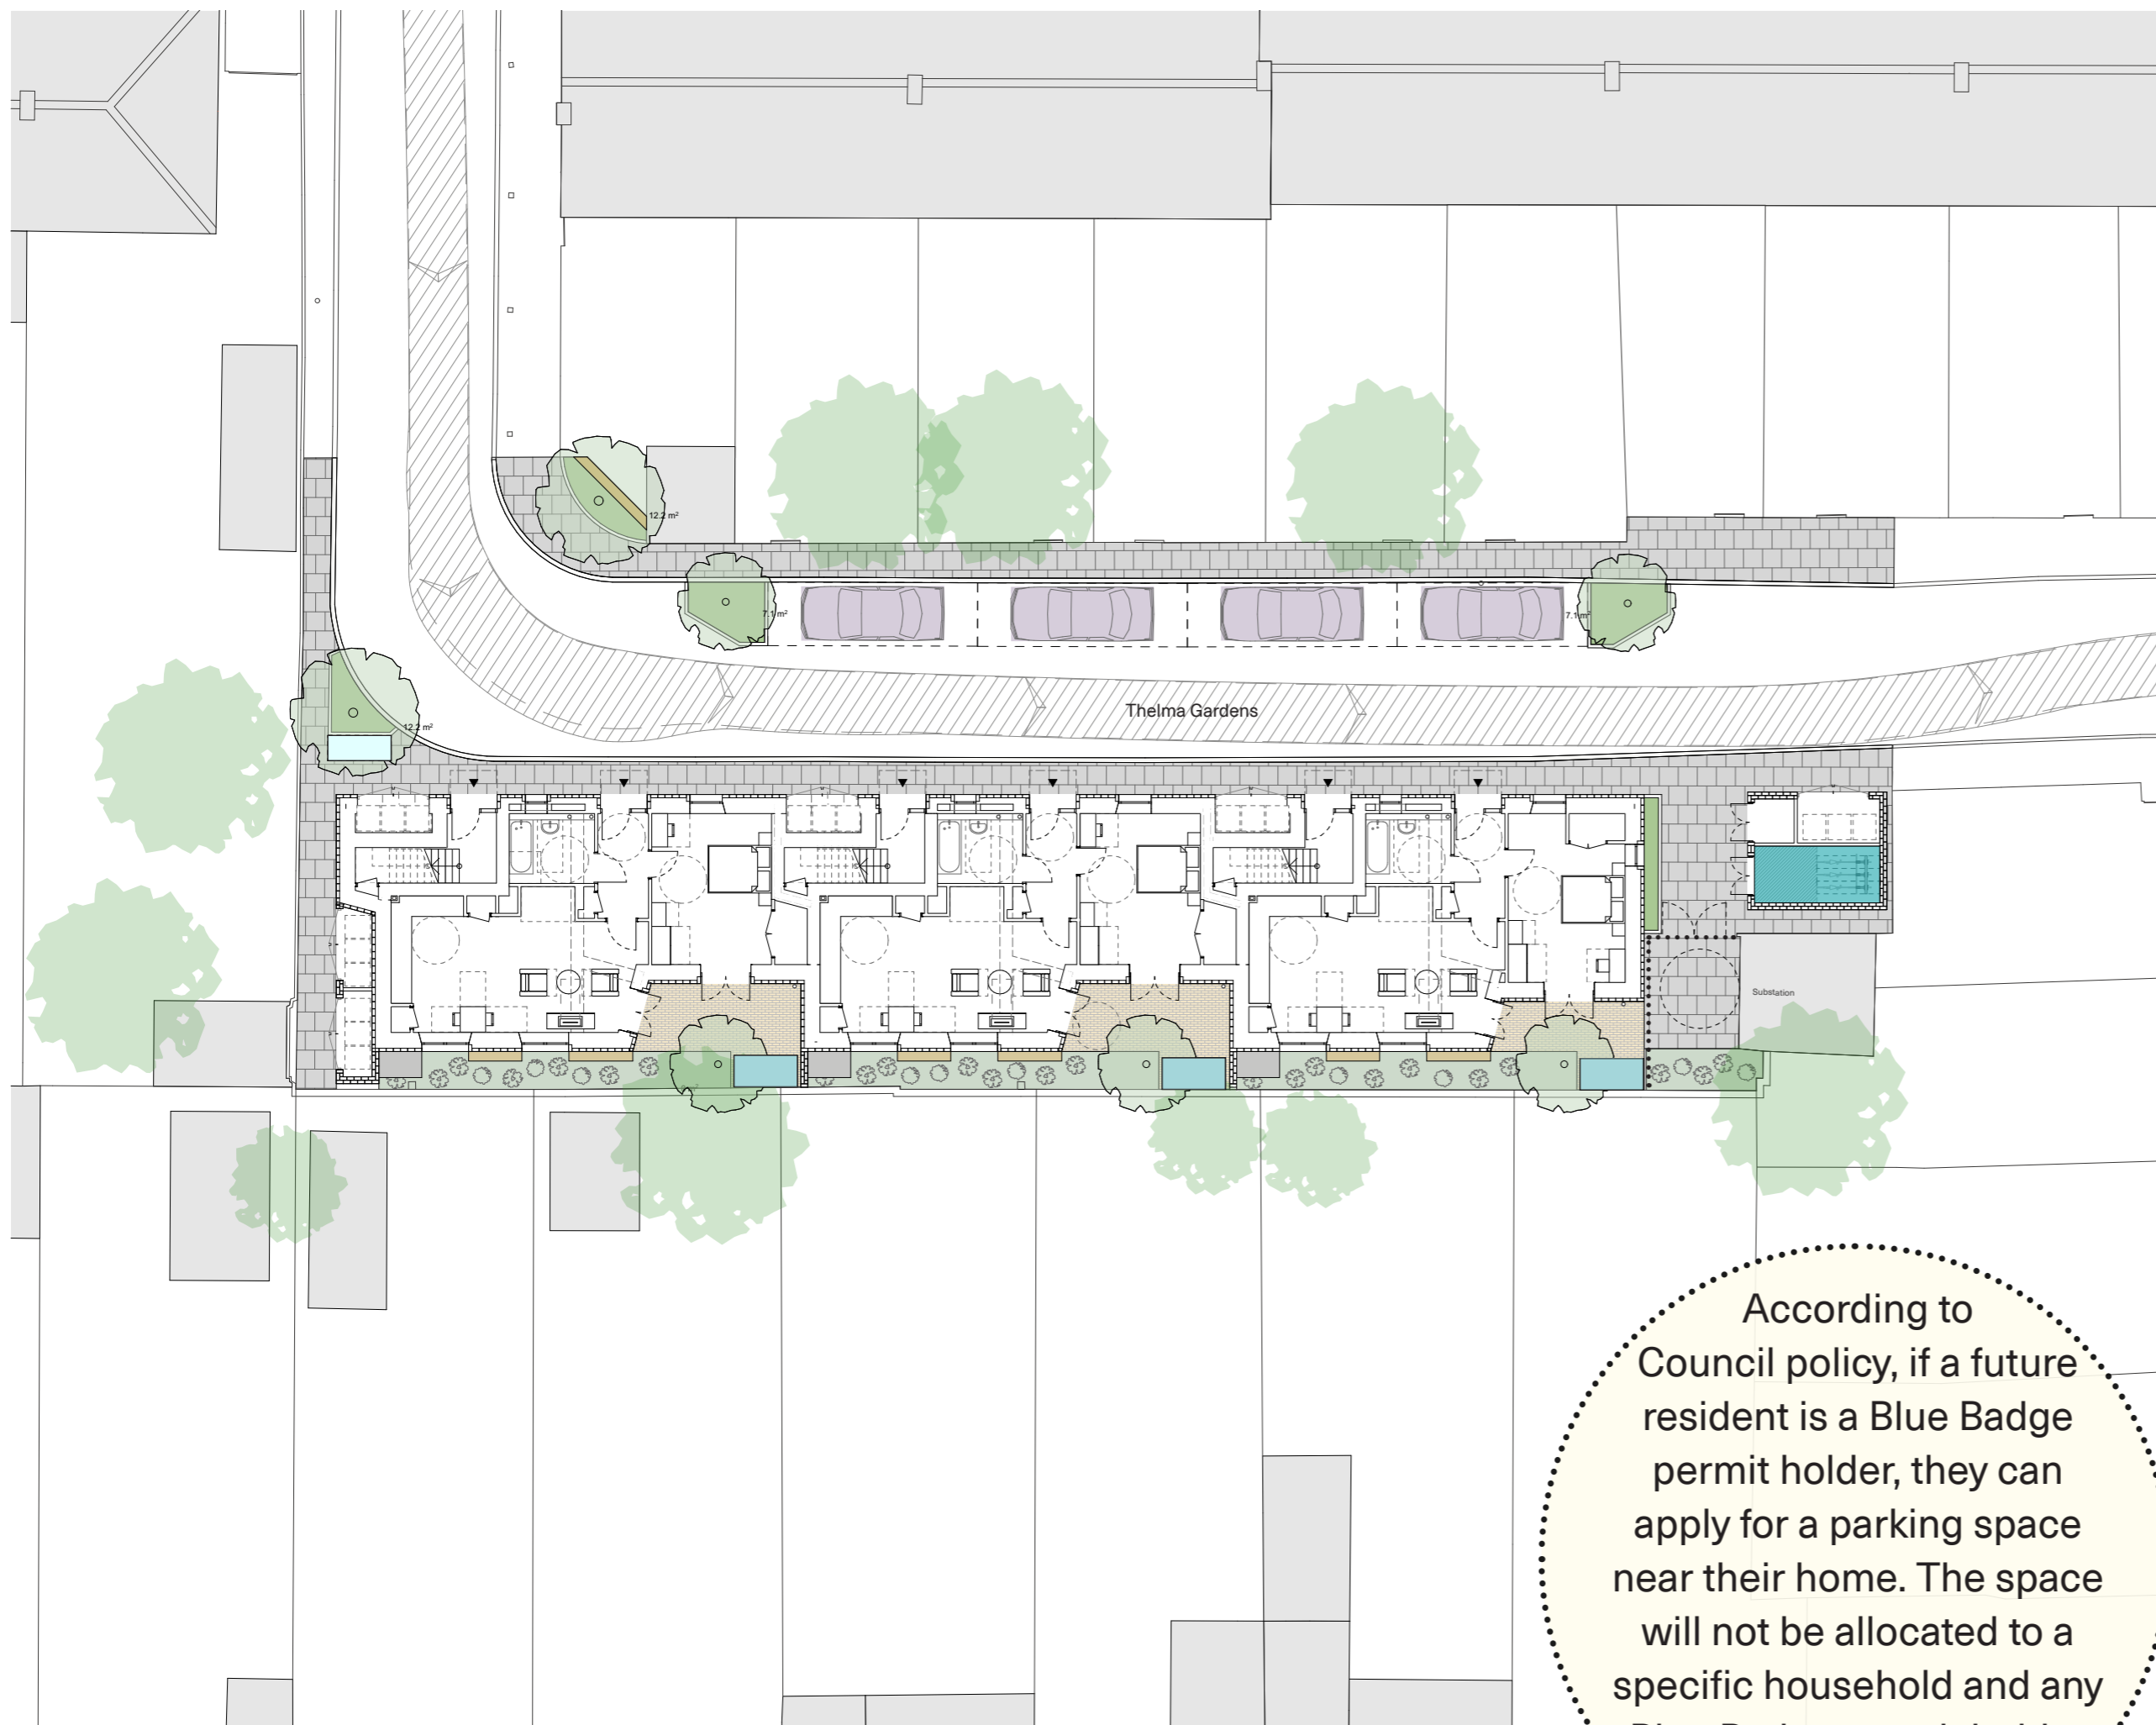 12.2 m²
7.1 m²
7.1 m²
12.2 m²
Thelma Gardens
Substation
According to
Council policy, if a future
resident is a Blue Badge
permit holder, they can
apply for a parking space
near their home. The space
will not be allocated to a
specific household and any